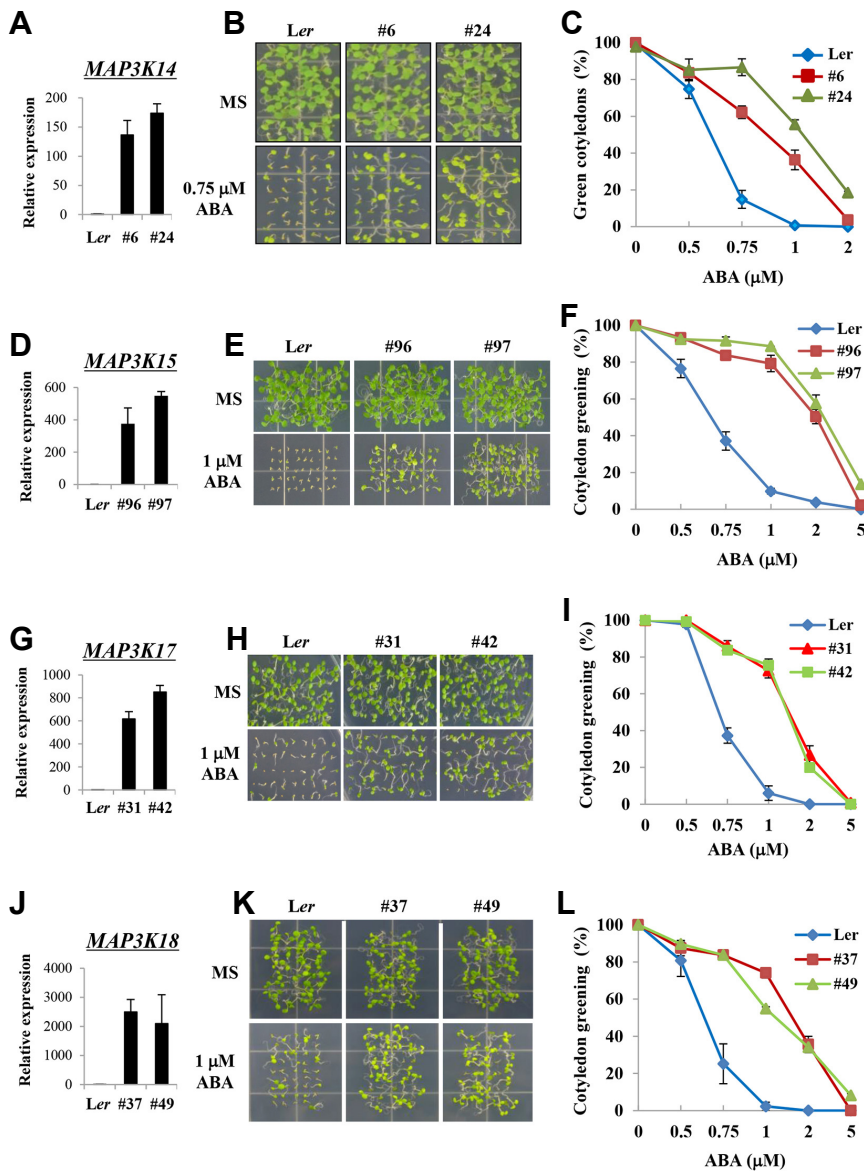 A
MAP3K14
Relative expression
200
150
100
50
0
Ler #6 #24
B
Ler #6 #24
MS
0.75 μM
ABA
C
Green cotyledons (%)
100
80
60
40
20
0
0 0.5 0.75 1 2
ABA (μM)
Ler
#6
#24
D
MAP3K15
Relative expression
600
400
200
0
Ler #96 #97
E
Ler #96 #97
MS
1 μM
ABA
F
Cotyledon greening (%)
100
80
60
40
20
0
0 0.5 0.75 1 2 5
ABA (μM)
Ler
#96
#97
G
MAP3K17
Relative expression
1000
800
600
400
200
0
Ler #31 #42
H
Ler #31 #42
MS
1 μM
ABA
I
Cotyledon greening (%)
100
80
60
40
20
0
0 0.5 0.75 1 2 5
ABA (μM)
Ler
#31
#42
J
MAP3K18
Relative expression
4000
3000
2000
1000
0
Ler #37 #49
K
Ler #37 #49
MS
1 μM
ABA
L
Cotyledon greening (%)
100
80
60
40
20
0
0 0.5 0.75 1 2 5
ABA (μM)
Ler
#37
#49